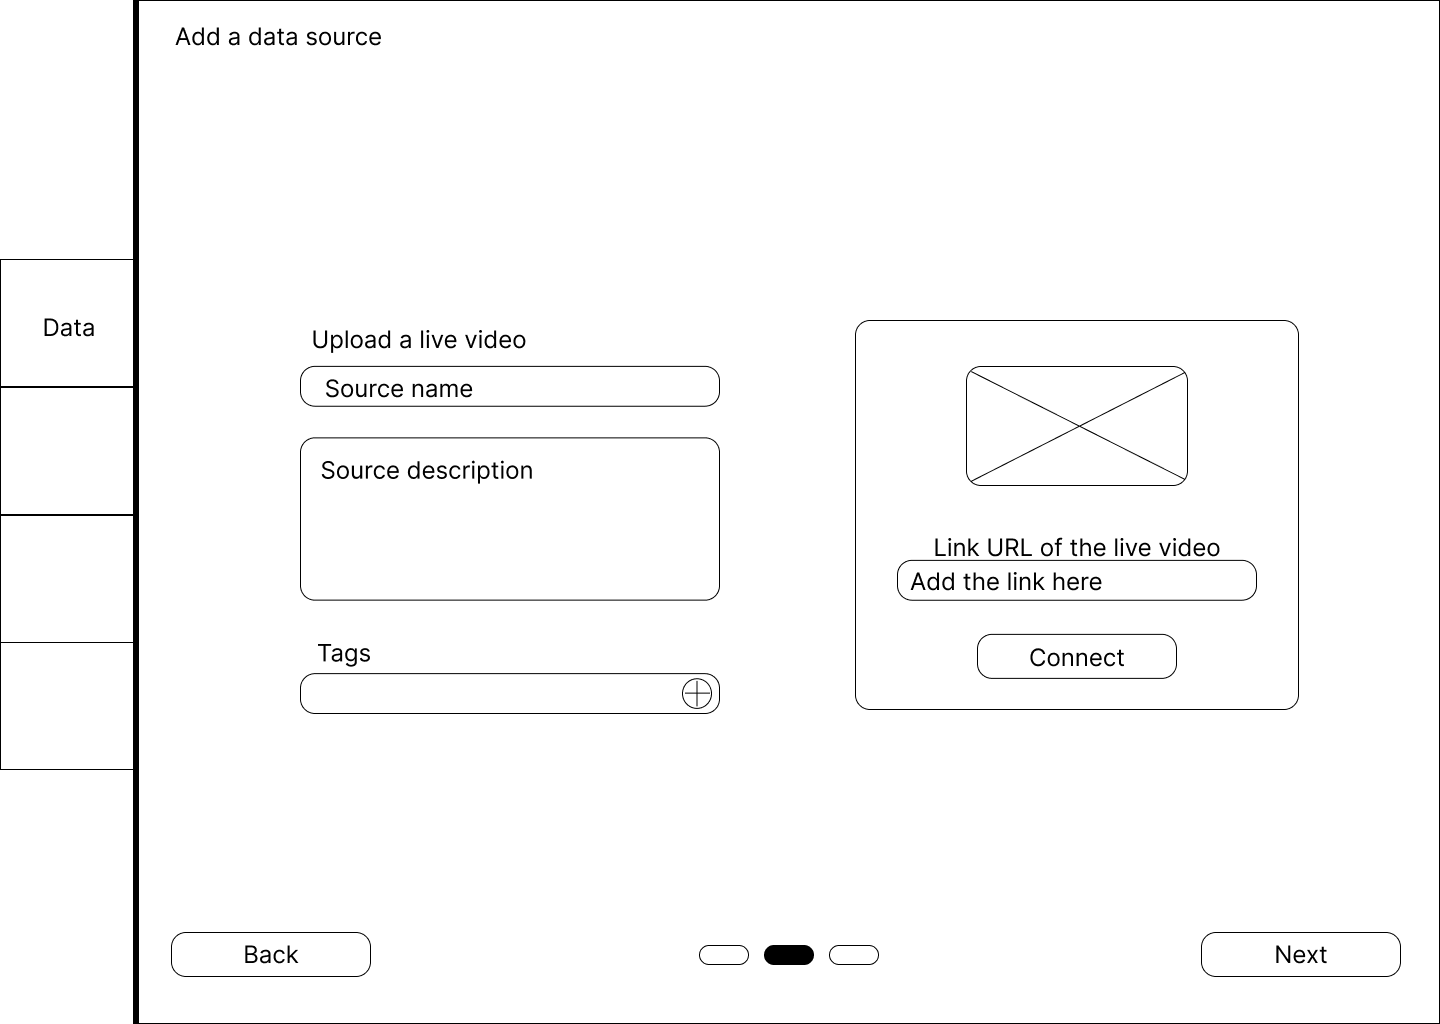 Add a data source
Data
Upload a live video
Source name
Source description
Tags
Link URL of the live video
Add the link here
Connect
Back
Next